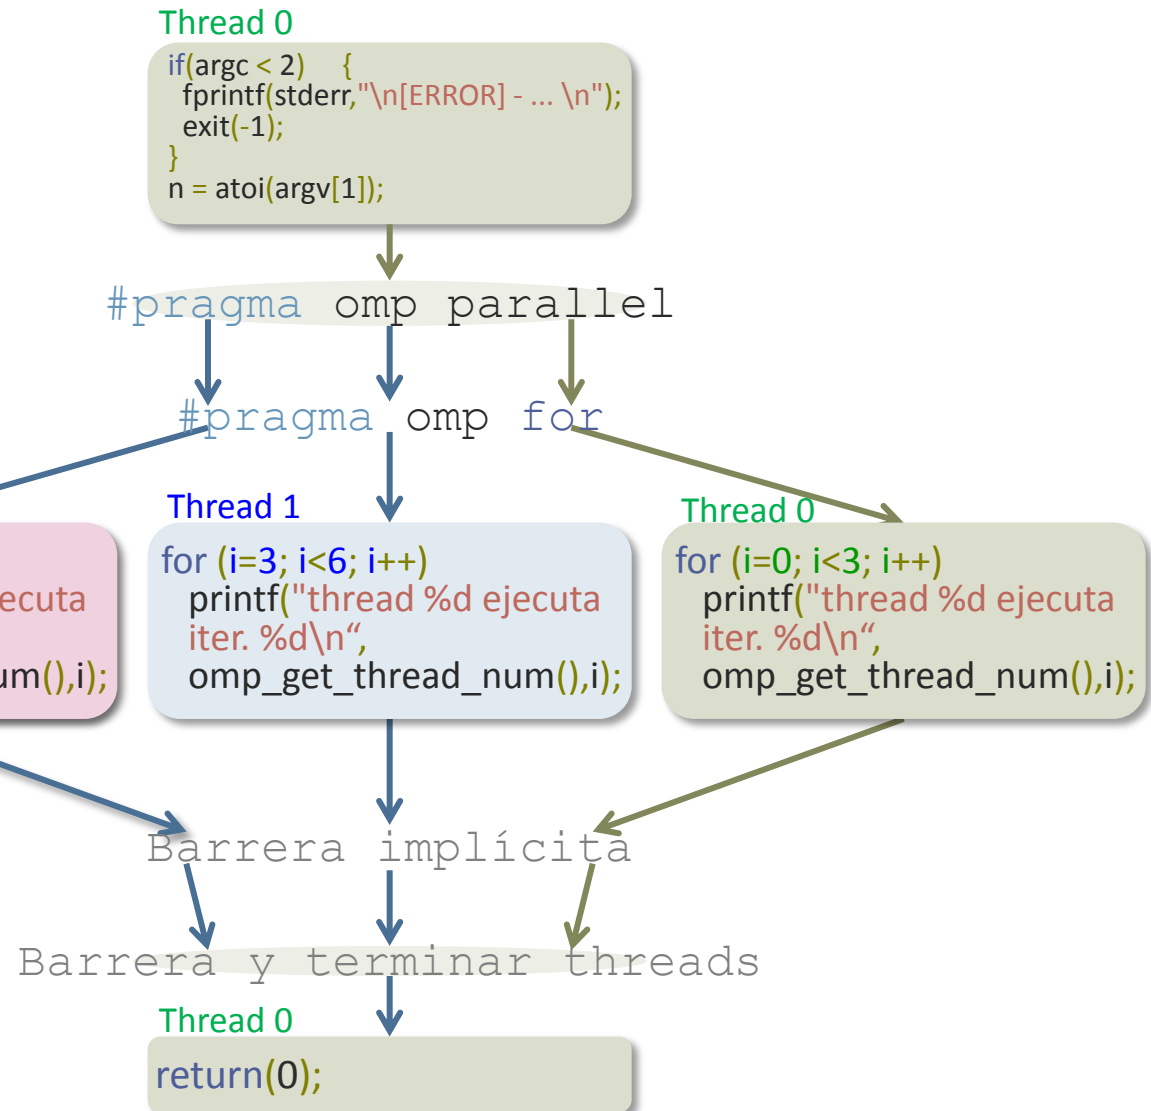 Thread 0
if(argc < 2) {
fprintf(stderr,"\n[ERROR] - ... \n");
exit(-1);
}
n = atoi(argv[1]);
#pragma omp parallel
#pragma omp for
ecuta
um(),i);
Thread 1
for (i=3; i<6; i++)
printf("thread %d ejecuta
iter. %d\n“,
omp_get_thread_num(),i);
Thread 0
for (i=0; i<3; i++)
printf("thread %d ejecuta
iter. %d\n“,
omp_get_thread_num(),i);
Barrera implícita
Barrera y terminar threads
Thread 0
return(0);